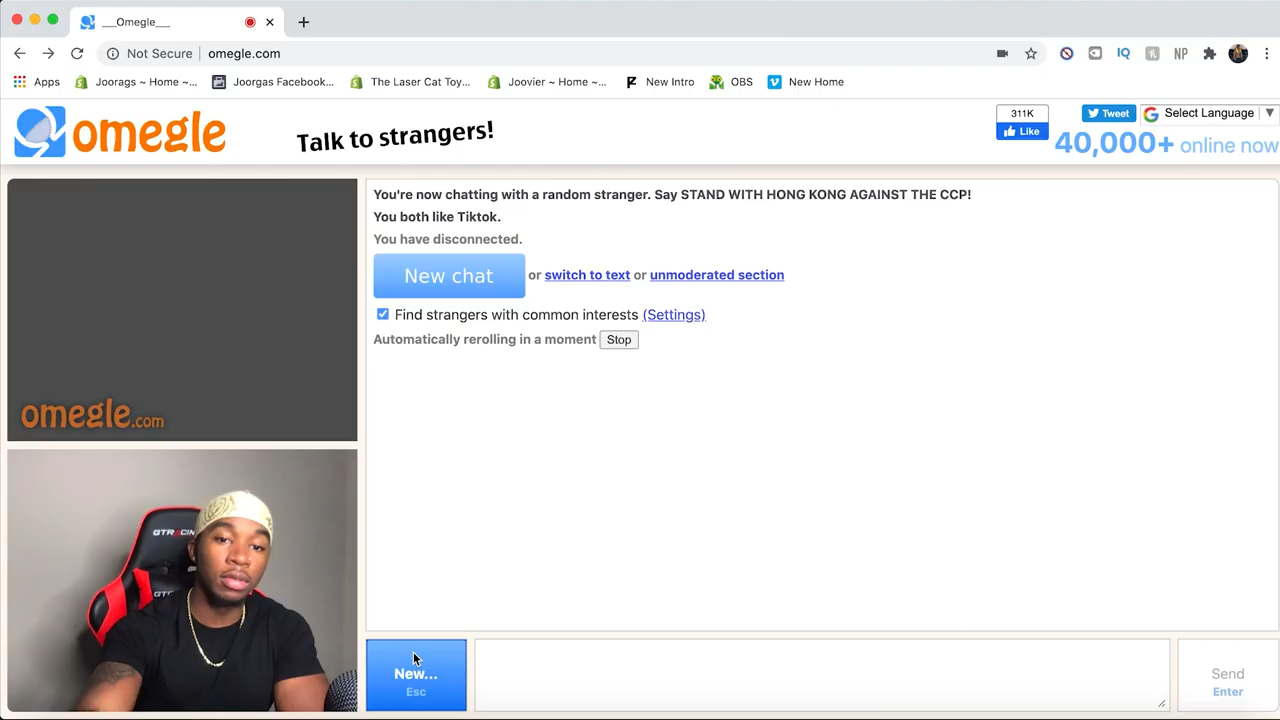 ___Omegle___
Not Secure omegle.com
Apps Joorags ~ Home ~... Joorgas Facebook... The Laser Cat Toy... Joovier ~ Home ~... New Intro OBS New Home
IQ NP
omegle Talk to strangers!
311K
Like
Tweet Select Language ▼
40,000+ online now
You're now chatting with a random stranger. Say STAND WITH HONG KONG AGAINST THE CCP!
You both like Tiktok.
You have disconnected.
New chat or switch to text or unmoderated section
Find strangers with common interests (Settings)
Automatically rerolling in a moment Stop
omegle.com
GTRACIN
New...
Esc
Send
Enter